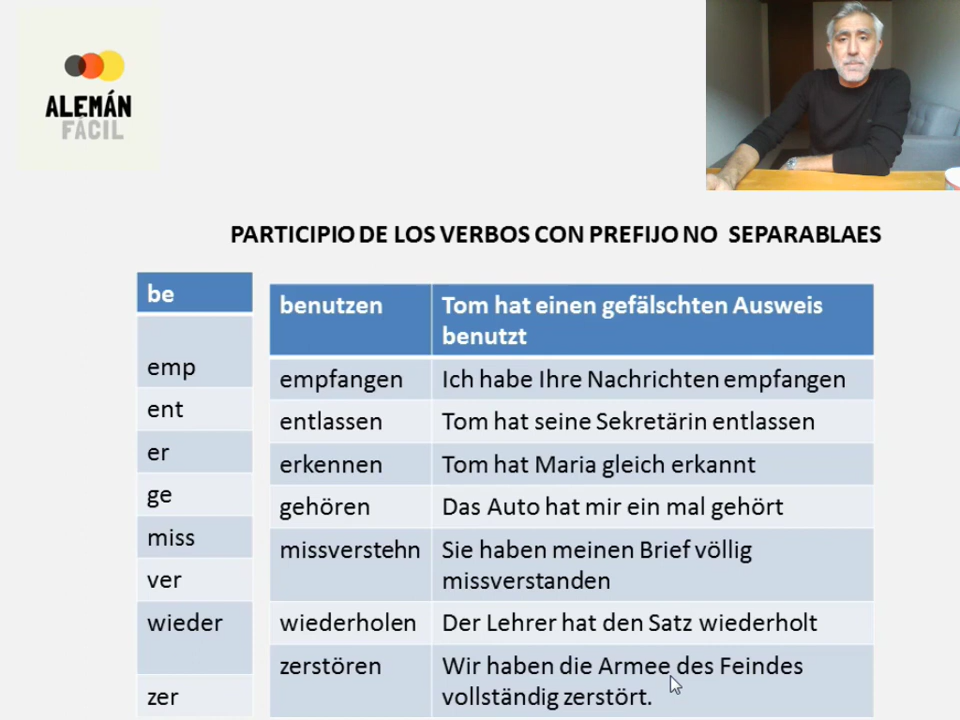 ALEMÁN
FÁCIL
PARTICIPIO DE LOS VERBOS CON PREFIJO NO SEPARABLAES
be
emp
ent
er
ge
miss
ver
wieder
zer
benutzen Tom hat einen gefälschten Ausweis
benutzt
empfangen Ich habe Ihre Nachrichten empfangen
entlassen Tom hat seine Sekretärin entlassen
erkennen Tom hat Maria gleich erkannt
gehören Das Auto hat mir ein mal gehört
missverstehn Sie haben meinen Brief völlig
missverstanden
wiederholen Der Lehrer hat den Satz wiederholt
zerstören Wir haben die Armee des Feindes
vollständig zerstört.